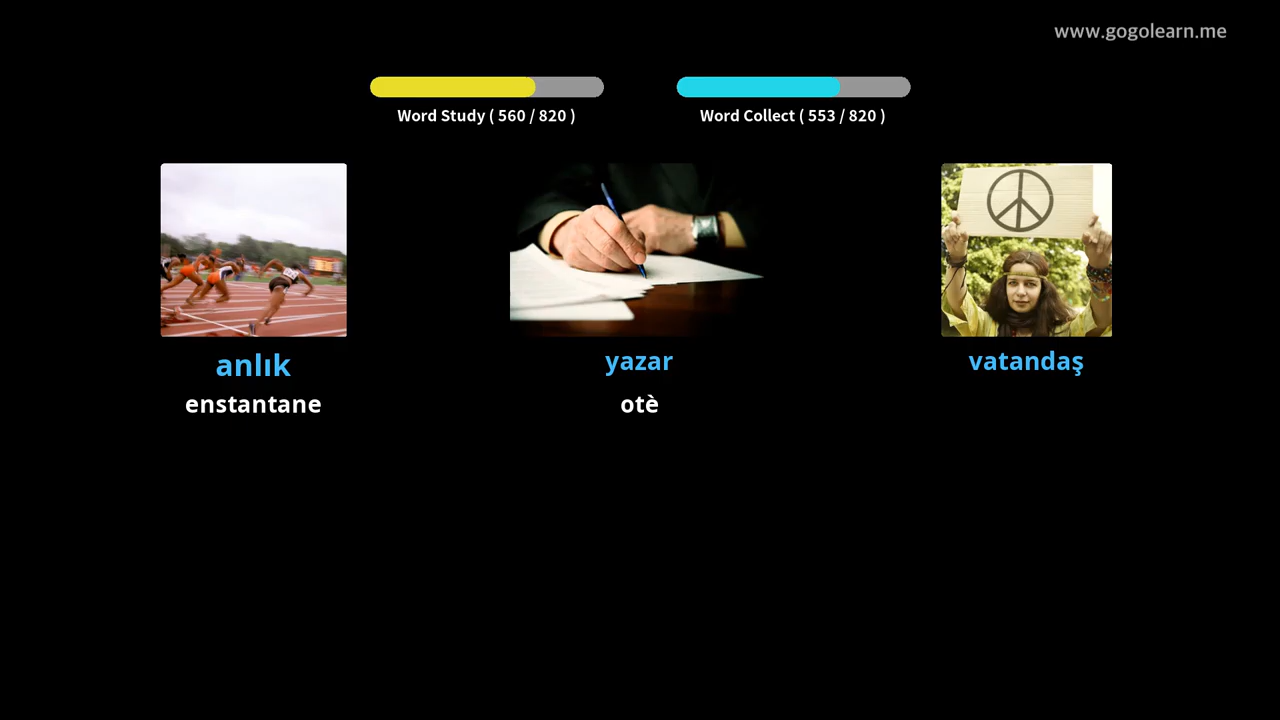 www.gogolearn.me
Word Study ( 560 / 820 )
Word Collect ( 553 / 820 )
anlık
yazar
vatandaş
enstantane
otè